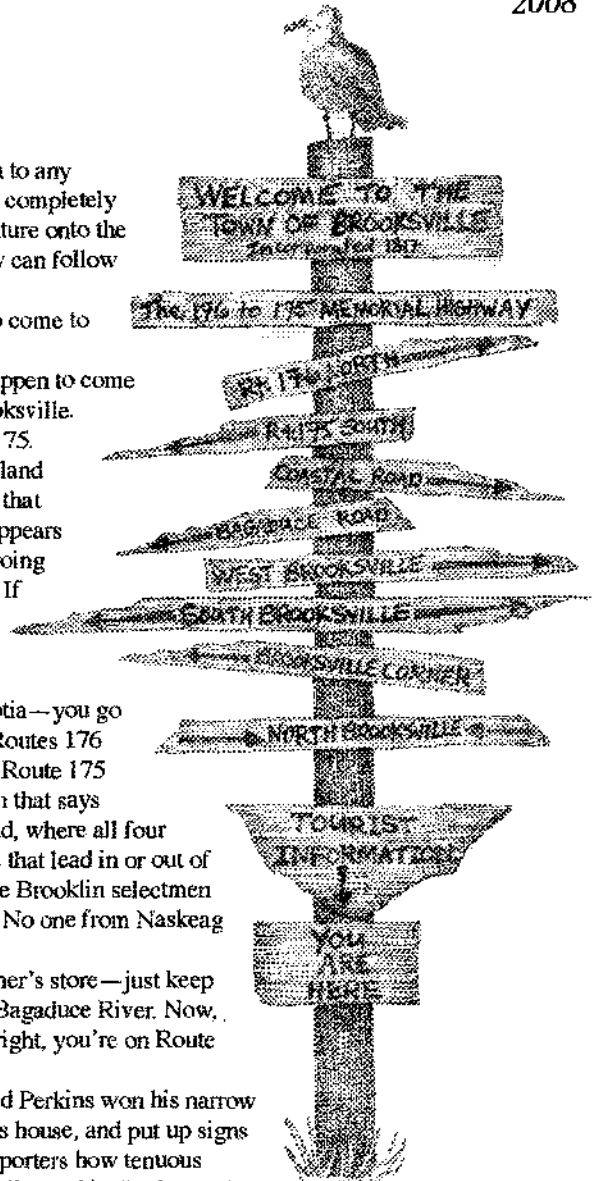 2008
n to any
completely
ture onto the
y can follow
o come to
ppen to come
oksville.
75.
land
that
ppears
oing
If
otia—you go
Routes 176
Route 175
n that says
d, where all four
that lead in or out of
e Brooklin selectmen
No one from Naskeag
ner's store—just keep
Bagaduce River. Now,
right, you're on Route
d Perkins won his narrow
s house, and put up signs
porters how tenuous
WELCOME TO THE
TOWN OF BROOKSVILLE
Incorporated 1817
The 176 to 175 MEMORIAL HIGHWAY
Rt. 176 NORTH
Rt. 175 SOUTH
COASTAL ROAD
BAGADUCE ROAD
WEST BROOKSVILLE
SOUTH BROOKSVILLE
BROOKSVILLE CORNER
NORTH BROOKSVILLE
TOURIST
INFORMATION
YOU
ARE
HERE